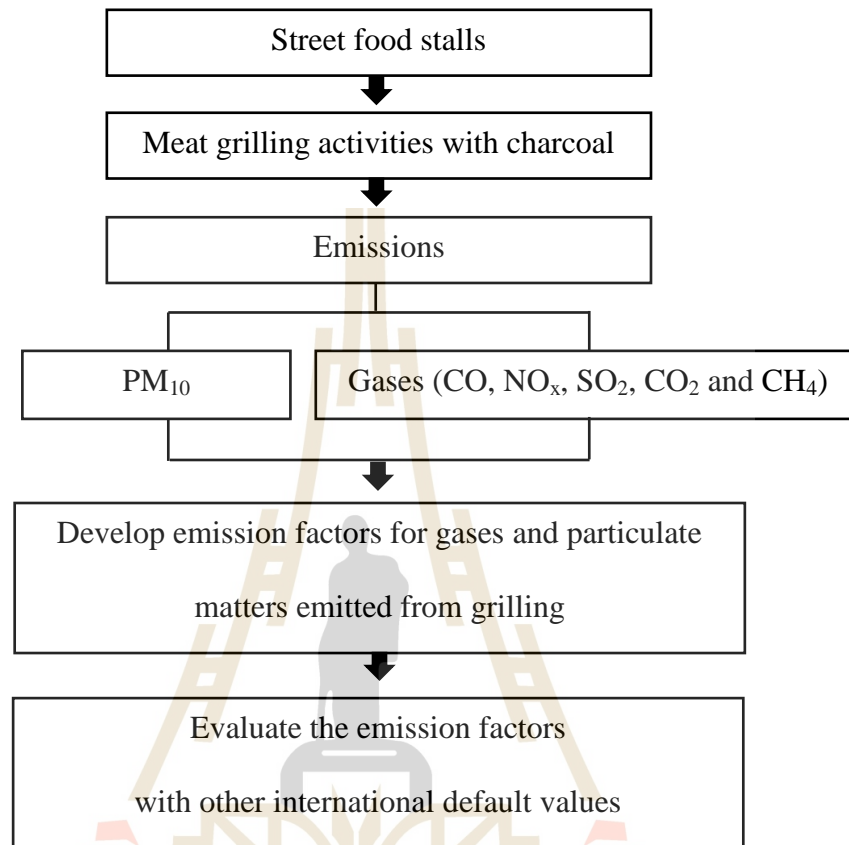 Street food stalls
Meat grilling activities with charcoal
Emissions
PM₁₀
Gases (CO, NOₓ, SO₂, CO₂ and CH₄)
Develop emission factors for gases and particulate
matters emitted from grilling
Evaluate the emission factors
with other international default values